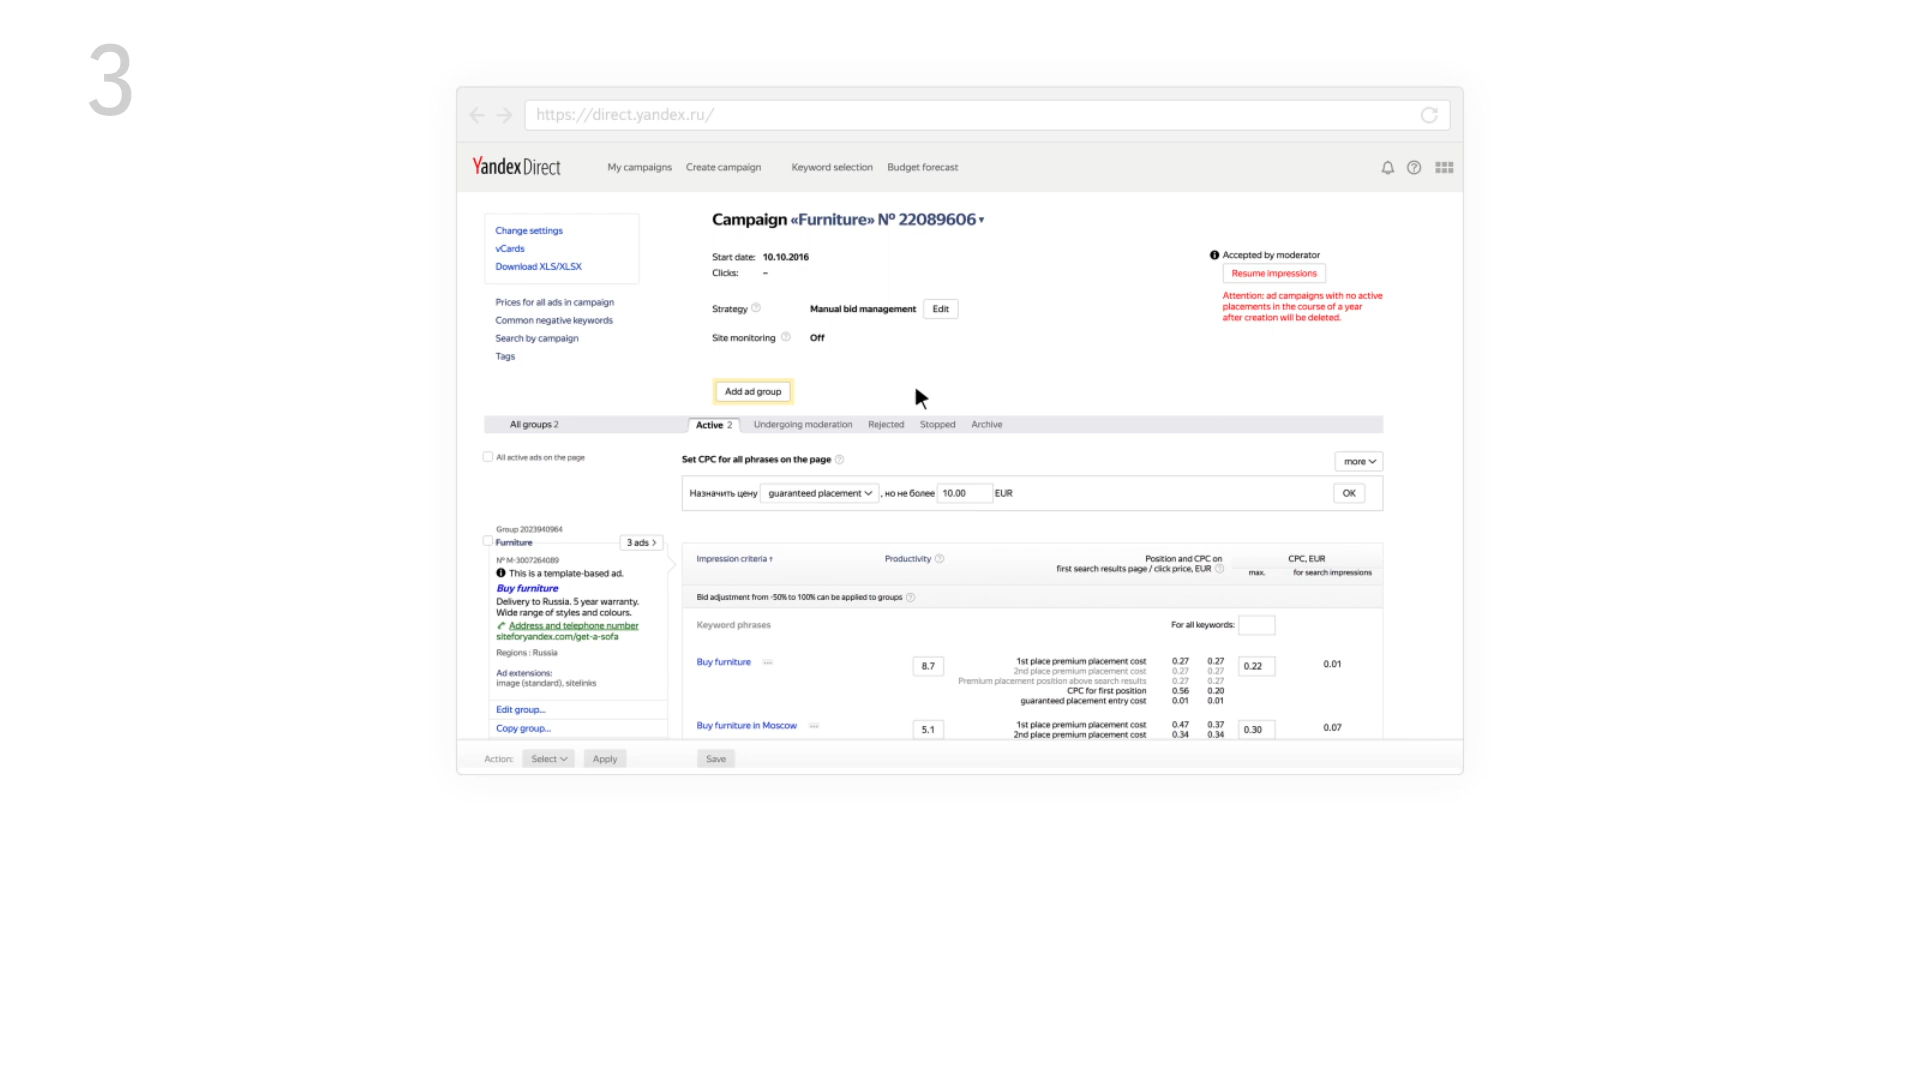 3
https://direct.yandex.ru/
Yandex Direct
My campaigns Create campaign Keyword selection Budget forecast
Change settings
vCards
Download XLS/XLSX
Prices for all ads in campaign
Common negative keywords
Search by campaign
Tags
Campaign «Furniture» № 22089606
Start date: 10.10.2016
Clicks: –
Strategy Manual bid management Edit
Site monitoring Off
Accepted by moderator
Resume impressions
Attention: ad campaigns with no active
placements in the course of a year
after creation will be deleted.
Add ad group
All groups 2 Active 2 Undergoing moderation Rejected Stopped Archive
All active ads on the page
Set CPC for all phrases on the page more
Назначить цену guaranteed placement , но не более 10.00 EUR OK
Group 2023940964
Furniture 3 ads >
№ M-3007264089
This is a template-based ad.
Buy furniture
Delivery to Russia. 5 year warranty.
Wide range of styles and colours.
Address and telephone number
siteforyandex.com/get-a-sofa
Regions : Russia
Ad extensions:
image (standard), sitelinks
Edit group...
Copy group...
Impression criteria ↑ Productivity
Position and CPC on
first search results page / click price, EUR
CPC, EUR
max. for search impressions
Bid adjustment from -50% to 100% can be applied to groups
Keyword phrases For all keywords:
Buy furniture ... 8.7
1st place premium placement cost 0.27 0.27
2nd place premium placement cost 0.27 0.27
Premium placement position above search results 0.27 0.27
CPC for first position 0.56 0.20
guaranteed placement entry cost 0.01 0.01
0.22 0.01
Buy furniture in Moscow ... 5.1
1st place premium placement cost 0.47 0.37
2nd place premium placement cost 0.34 0.34
0.30 0.07
Action: Select Apply Save